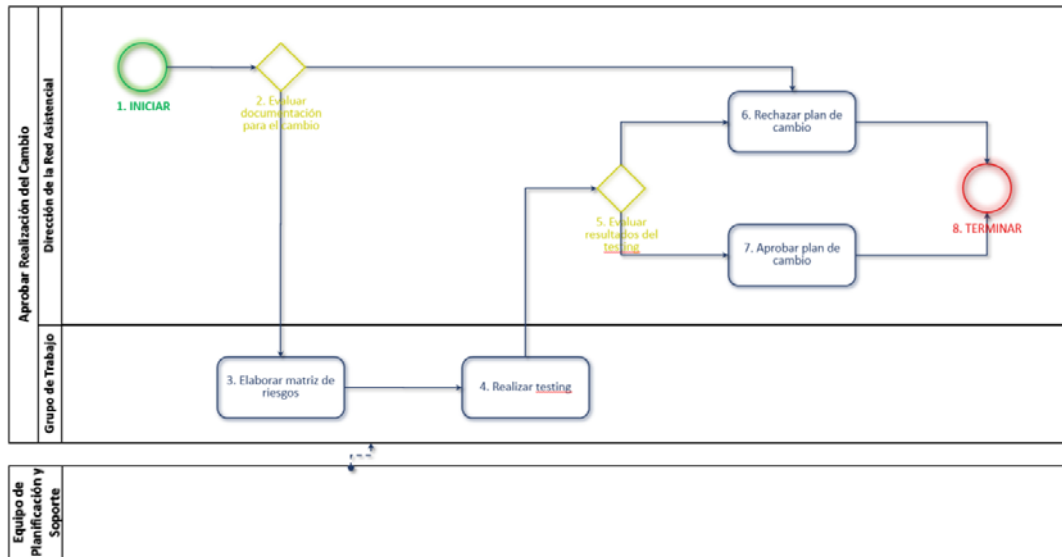 Aprobar Realización del Cambio
Dirección de la Red Asistencial
1. INICIAR
2. Evaluar
documentación
para el cambio
6. Rechazar plan de
cambio
5. Evaluar
resultados del
testing
7. Aprobar plan de
cambio
8. TERMINAR
Grupo de Trabajo
3. Elaborar matriz de
riesgos
4. Realizar testing
Equipo de
Planificación y
Soporte